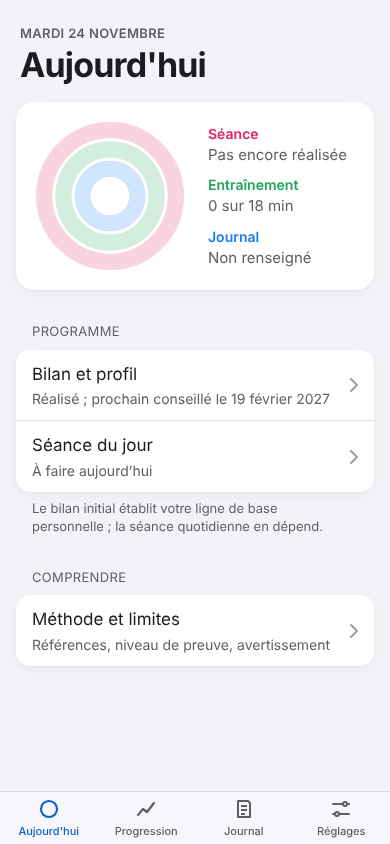 MARDI 24 NOVEMBRE
Aujourd'hui
Séance
Pas encore réalisée
Entraînement
0 sur 18 min
Journal
Non renseigné
PROGRAMME
Bilan et profil
Réalisé ; prochain conseillé le 19 février 2027
Séance du jour
À faire aujourd’hui
Le bilan initial établit votre ligne de base
personnelle ; la séance quotidienne en dépend.
COMPRENDRE
Méthode et limites
Références, niveau de preuve, avertissement
Aujourd'hui
Progression
Journal
Réglages